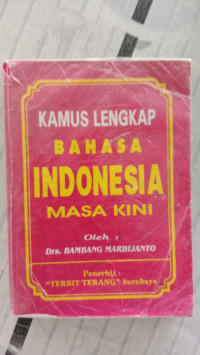 KAMUS LENGKAP
BAHASA
INDONESIA
MASA KINI
Oleh :
Drs. BAMBANG MARHIJANTO
Penerbit :
"TERBIT TERANG" Surabaya